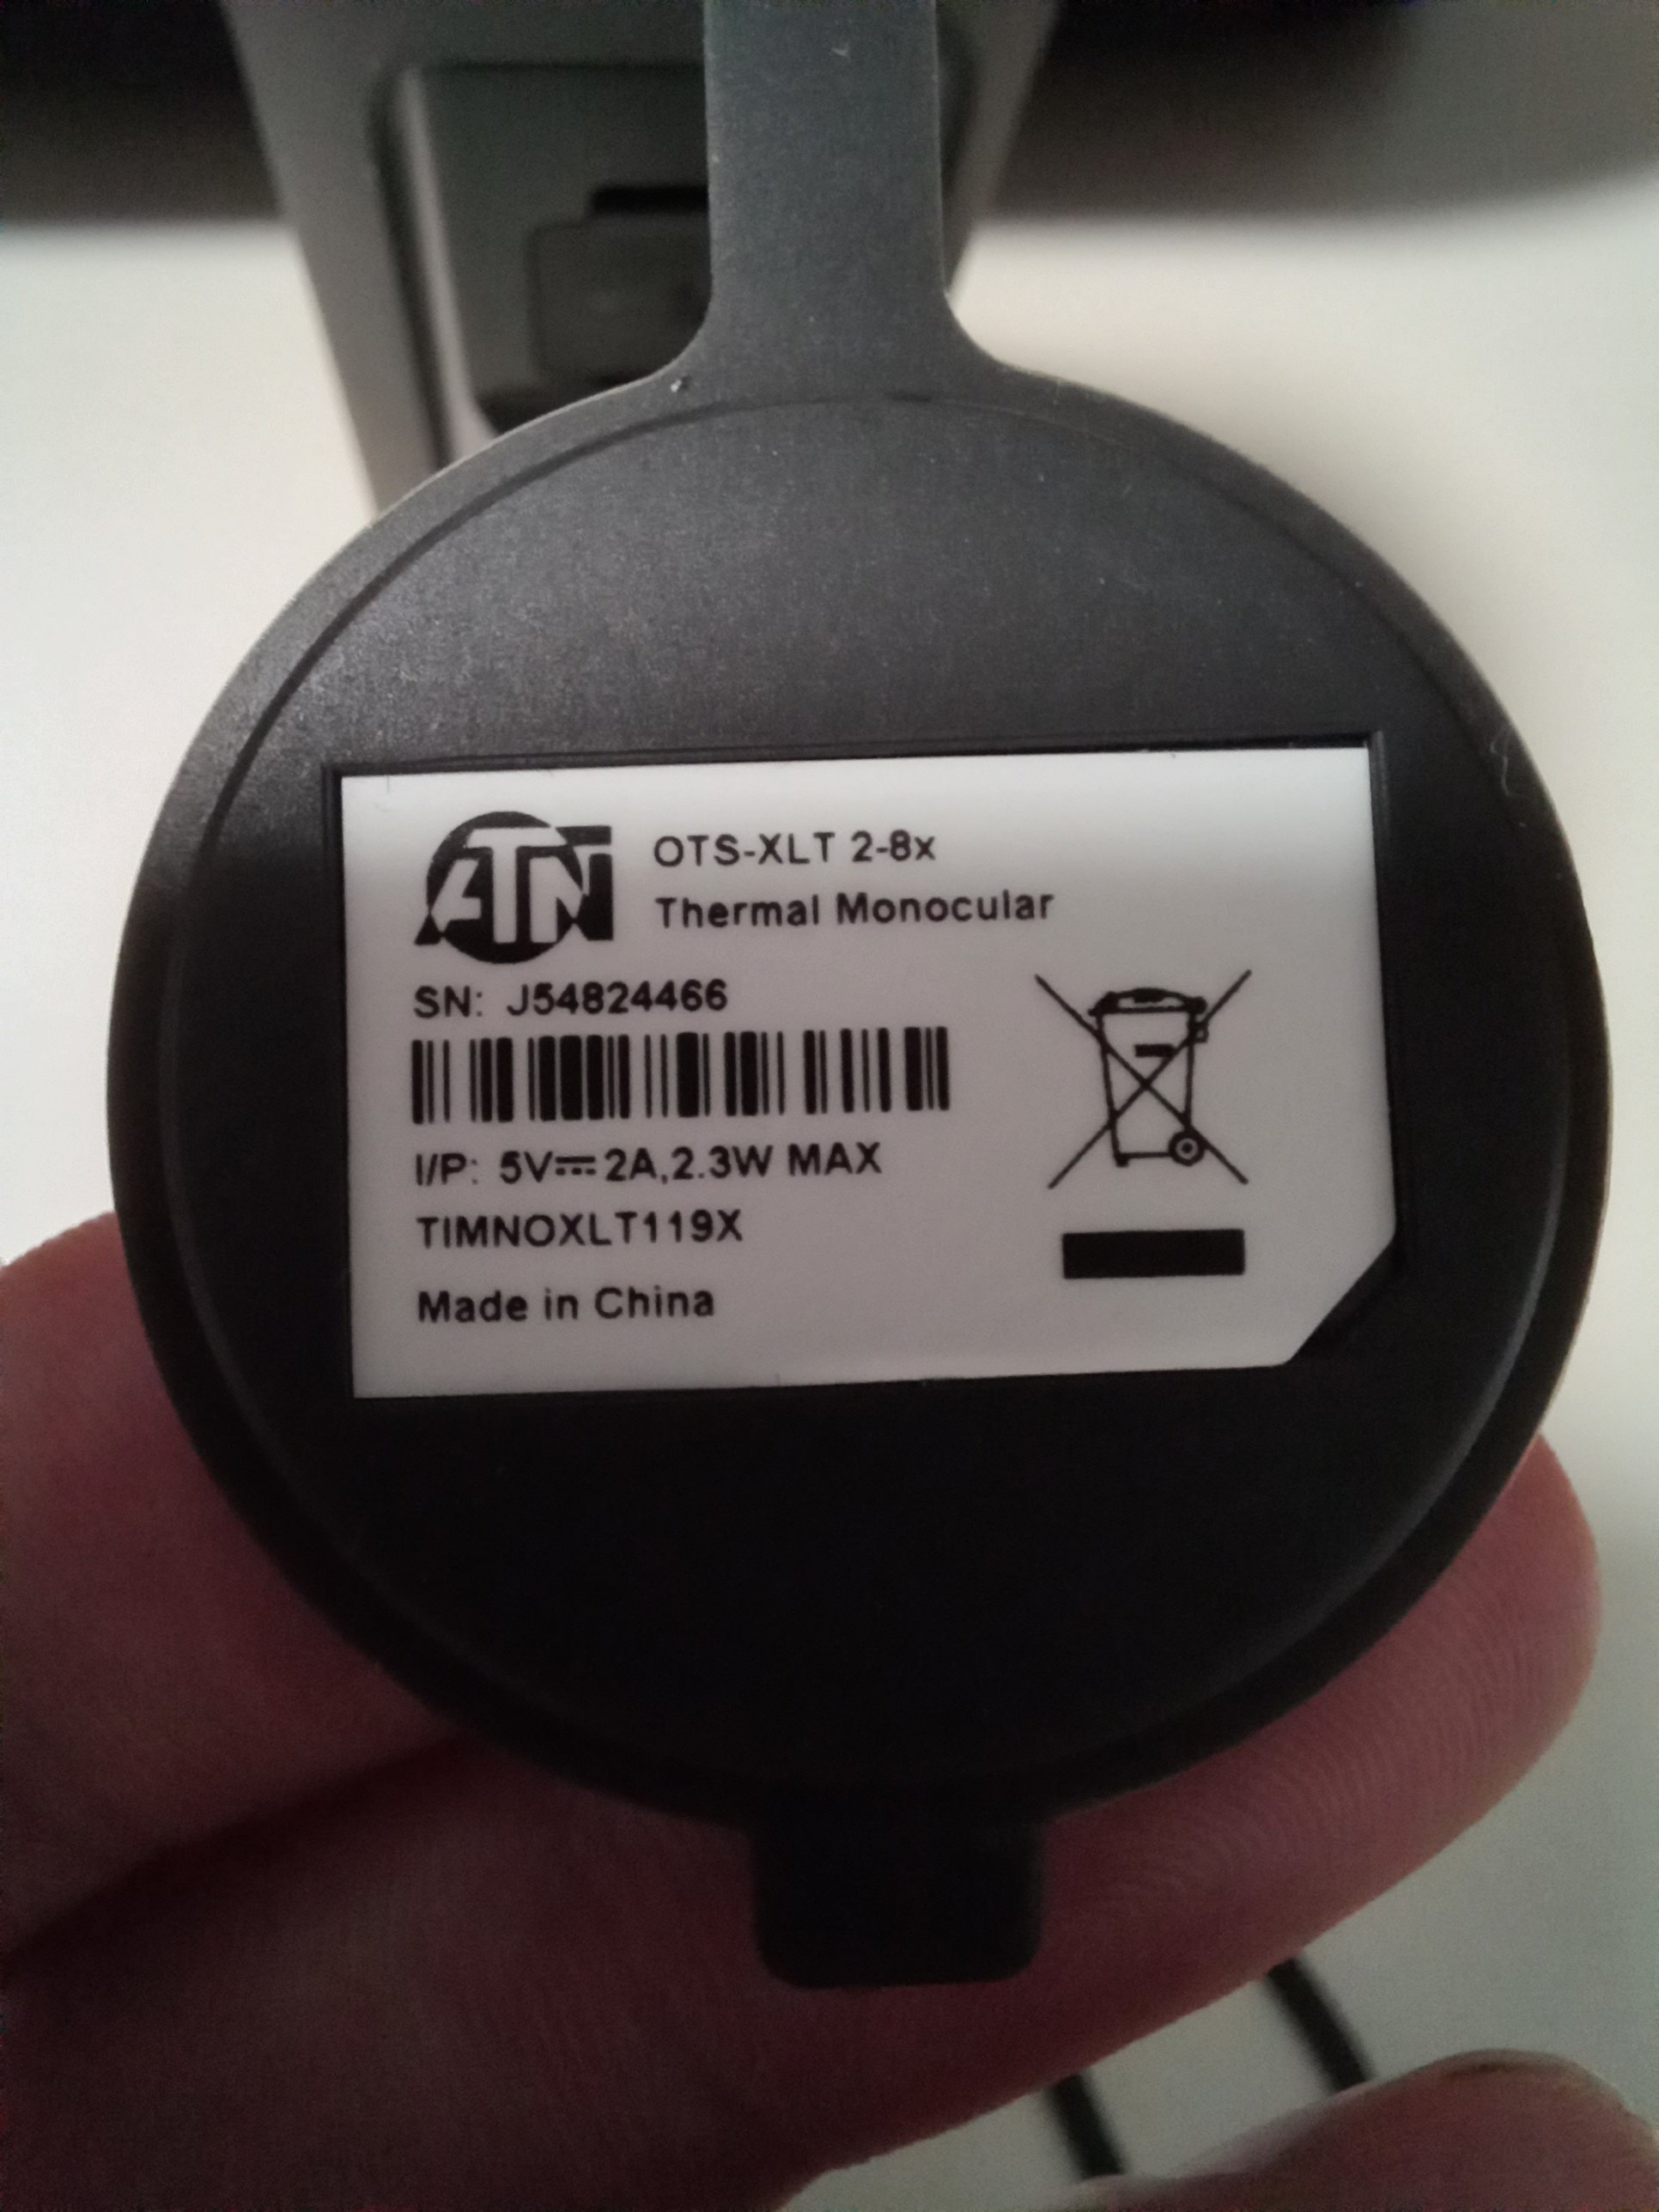 ATN
OTS-XLT 2-8x
Thermal Monocular
SN: J54824466
I/P: 5V⎓2A,2.3W MAX
TIMNOXLT119X
Made in China